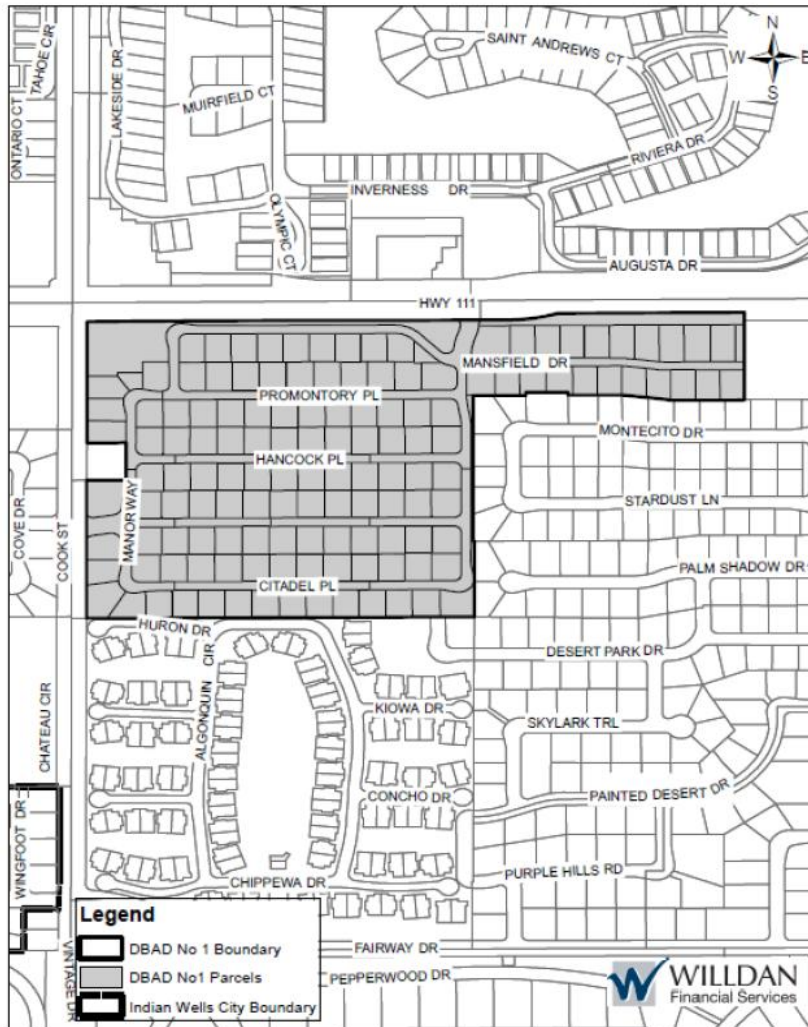 N
W
E
S
SAINT ANDREWS CT
TAHOE CIR
LAKESIDE DR
ONTARIO CT
MUIRFIELD CT
RIVIERA DR
INVERNESS DR
OLYMPIC CT
AUGUSTA DR
HWY 111
MANSFIELD DR
PROMONTORY PL
MONTECITO DR
HANCOCK PL
STARDUST LN
COVE DR
COOK ST
MANOR WAY
PALM SHADOW DR
CITADEL PL
HURON DR
DESERT PARK DR
ALGONQUIN CIR
KIOWA DR
SKYLARK TRL
CHATEAU CIR
CONCHO DR
PAINTED DESERT DR
WINGFOOT DR
PURPLE HILLS RD
CHIPPEWA DR
Legend
DBAD No 1 Boundary
DBAD No1 Parcels
Indian Wells City Boundary
VINTAGE DR
FAIRWAY DR
PEPPERWOOD DR
WILLDAN
Financial Services